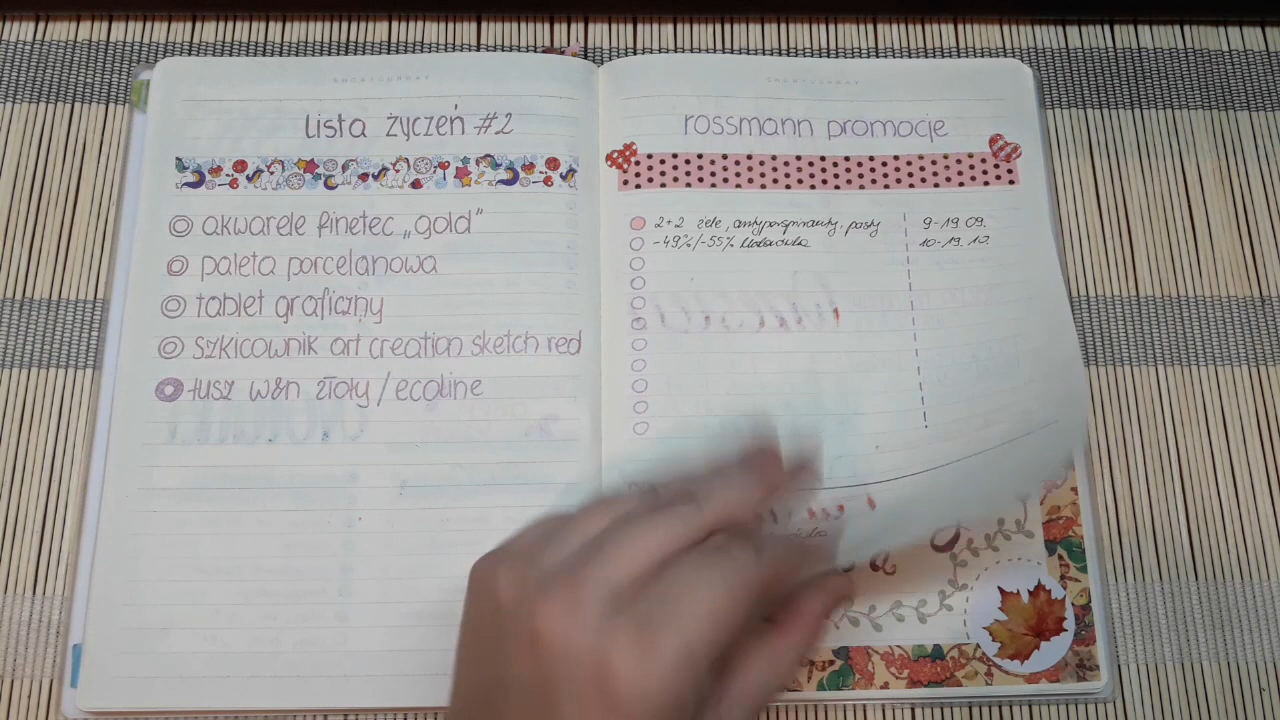 lista życzeń #2
akwarele finetec „gold”
paleta porcelanowa
tablet graficzny
szkicownik art creation sketch red
tusz w&n złoty / ecoline
rossmann promocje
2+2 żele, antyperspiranty, pasty 9-19.09.
-49%/-55% kolorówka 10-19.10.